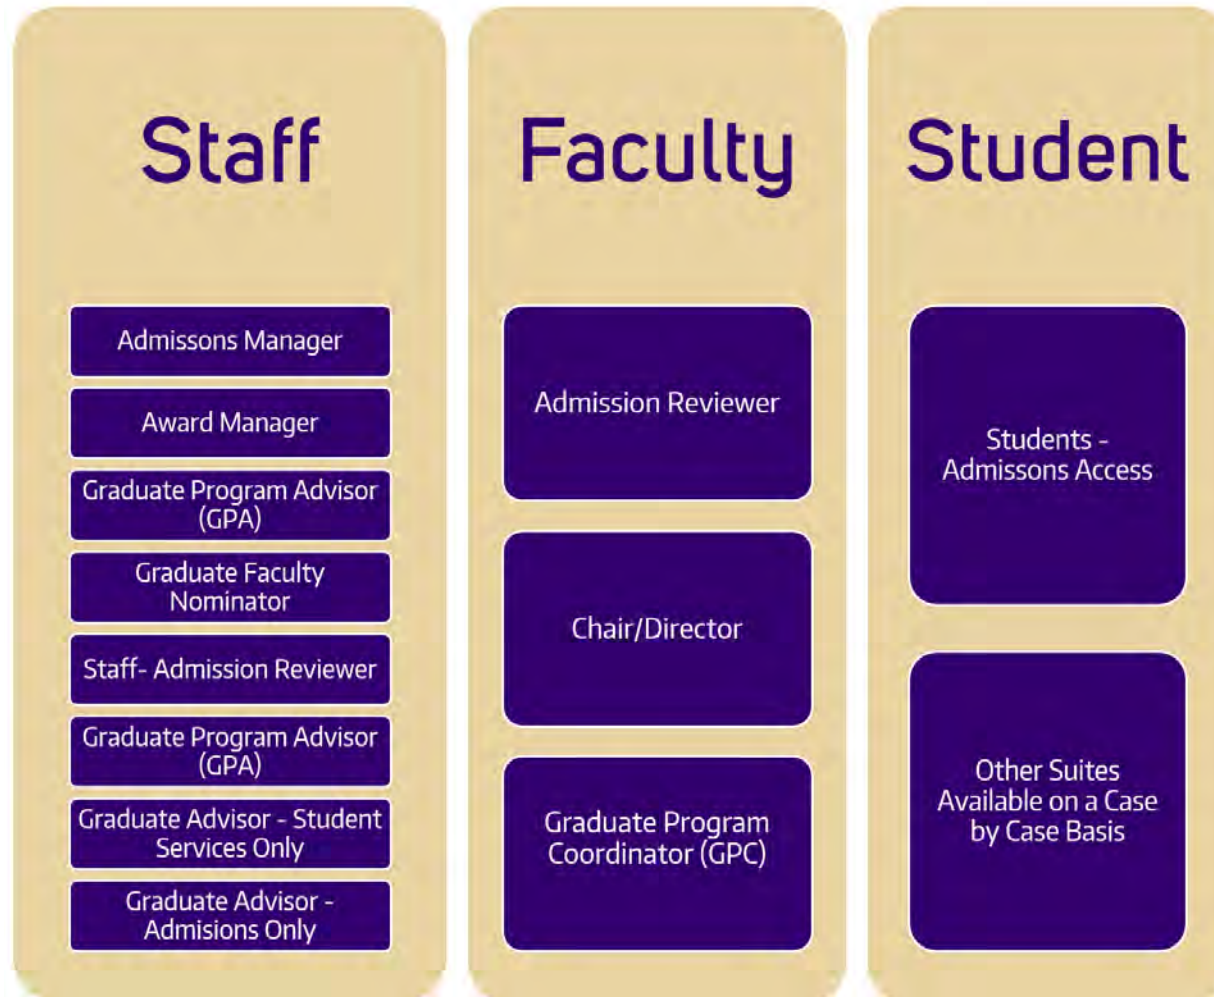 Staff
Admissons Manager
Award Manager
Graduate Program Advisor
(GPA)
Graduate Faculty
Nominator
Staff- Admission Reviewer
Graduate Program Advisor
(GPA)
Graduate Advisor - Student
Services Only
Graduate Advisor -
Admisions Only
Faculty
Admission Reviewer
Chair/Director
Graduate Program
Coordinator (GPC)
Student
Students -
Admissons Access
Other Suites
Available on a Case
by Case Basis